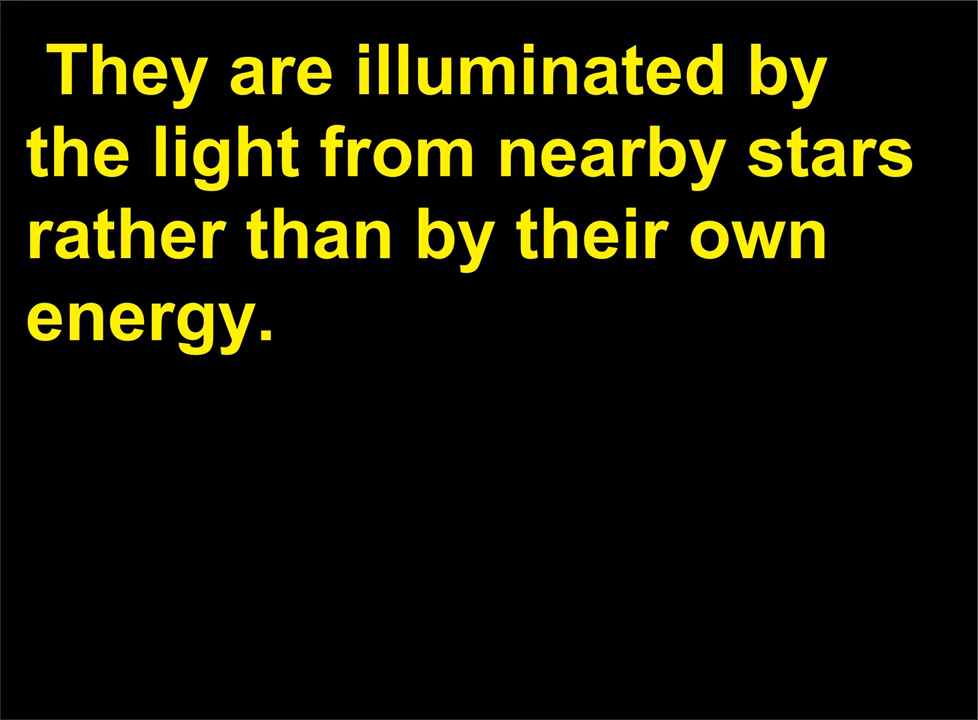 They are illuminated by
the light from nearby stars
rather than by their own
energy.